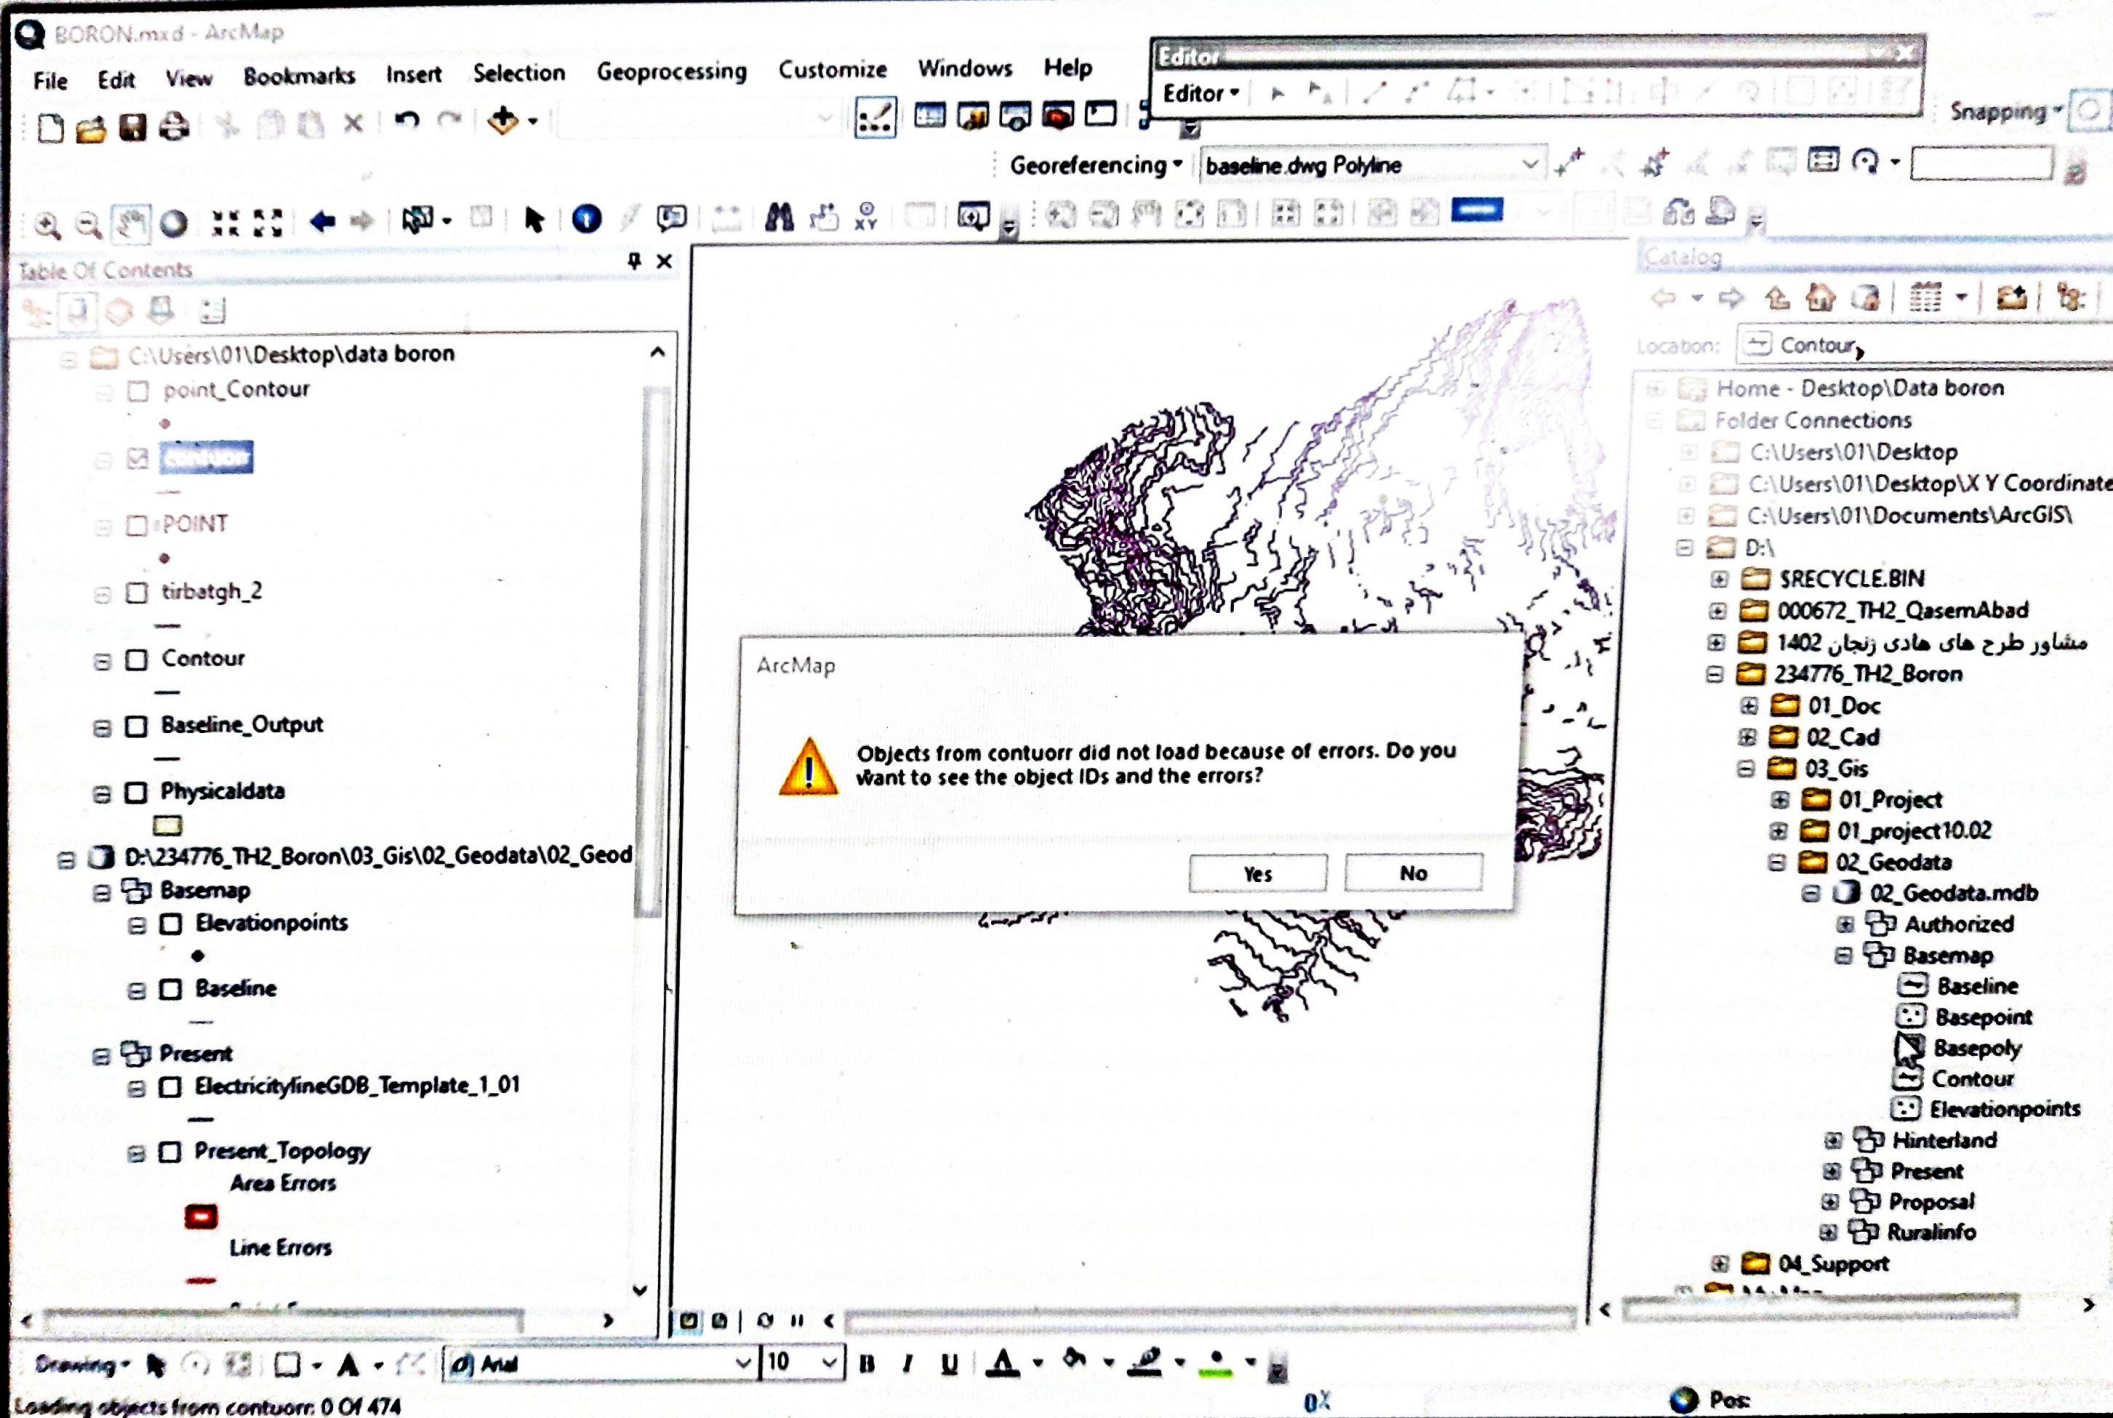 BORON.mxd - ArcMap
File Edit View Bookmarks Insert Selection Geoprocessing Customize Windows Help
Editor
Editor
Snapping
Georeferencing
baseline.dwg Polyline
XY
Table Of Contents
C:\Users\01\Desktop\data boron
point_Contour
POINT
tirbatgh_2
Contour
Baseline_Output
Physicaldata
D:\234776_TH2_Boron\03_Gis\02_Geodata\02_Geod
Basemap
Elevationpoints
Baseline
Present
ElectricitylineGDB_Template_1_01
Present_Topology
Area Errors
Line Errors
ArcMap
Objects from contuorr did not load because of errors. Do you
want to see the object IDs and the errors?
Yes
No
Catalog
Location: Contour
Home - Desktop\Data boron
Folder Connections
C:\Users\01\Desktop
C:\Users\01\Desktop\X Y Coordinate
C:\Users\01\Documents\ArcGIS\
D:\
$RECYCLE.BIN
000672_TH2_QasemAbad
مشاور طرح های هادی زنجان 1402
234776_TH2_Boron
01_Doc
02_Cad
03_Gis
01_Project
01_project10.02
02_Geodata
02_Geodata.mdb
Authorized
Basemap
Baseline
Basepoint
Basepoly
Contour
Elevationpoints
Hinterland
Present
Proposal
Ruralinfo
04_Support
Drawing
A
Arial
10
B I U A
Loading objects from contuorr: 0 Of 474
0%
Pos: